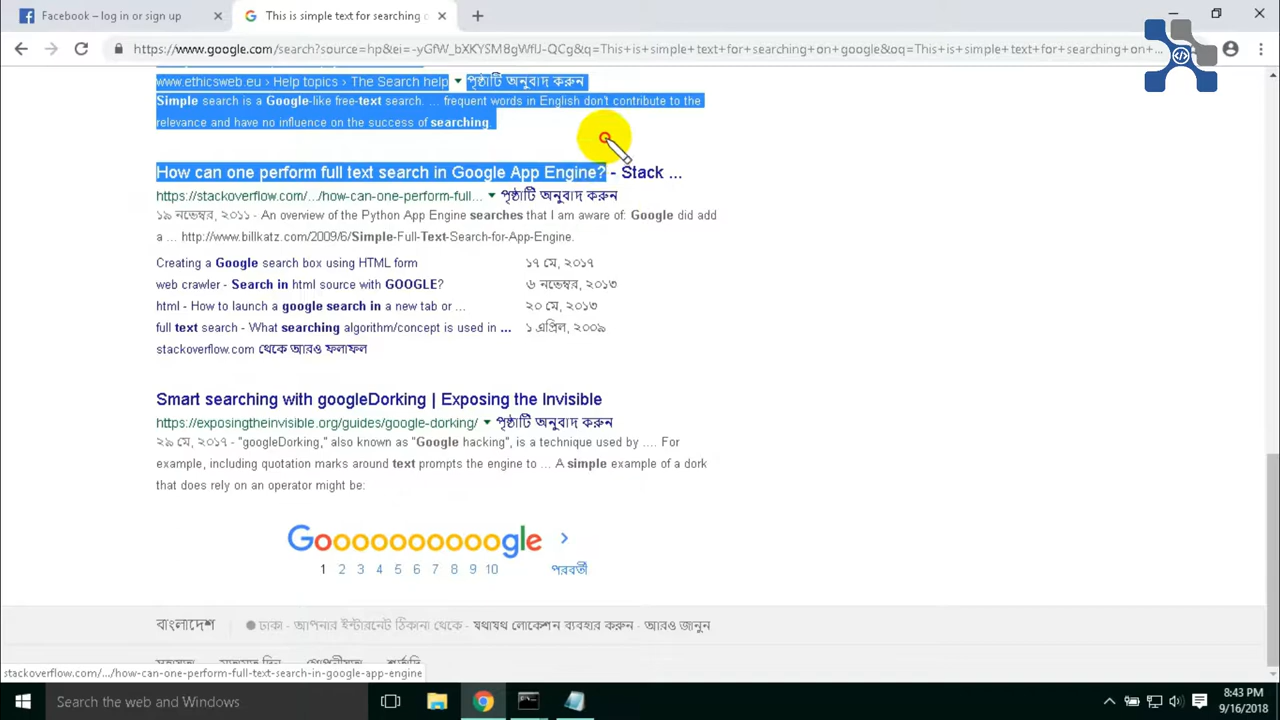 Facebook – log in or sign up
This is simple text for searching o
https://www.google.com/search?source=hp&ei=-yGfW_bXKYSM8gWflJ-QCg&q=This+is+simple+text+for+searching+on+google&oq=This+is+simple+text+for+searching+on+...
www.ethicsweb.eu › Help topics › The Search help ▼ পৃষ্ঠাটি অনুবাদ করুন
Simple search is a Google-like free-text search. ... frequent words in English don't contribute to the
relevance and have no influence on the success of searching.
How can one perform full text search in Google App Engine? - Stack ...
https://stackoverflow.com/.../how-can-one-perform-full... ▼ পৃষ্ঠাটি অনুবাদ করুন
১৯ নভেম্বর, ২০১১ - An overview of the Python App Engine searches that I am aware of: Google did add
a ... http://www.billkatz.com/2009/6/Simple-Full-Text-Search-for-App-Engine.
Creating a Google search box using HTML form ১৭ মে, ২০১৭
web crawler - Search in html source with GOOGLE? ৬ নভেম্বর, ২০১৩
html - How to launch a google search in a new tab or ... ২০ মে, ২০১৩
full text search - What searching algorithm/concept is used in ... ১ এপ্রিল, ২০০৯
stackoverflow.com থেকে আরও ফলাফল
Smart searching with googleDorking | Exposing the Invisible
https://exposingtheinvisible.org/guides/google-dorking/ ▼ পৃষ্ঠাটি অনুবাদ করুন
২৯ মে, ২০১৭ - "googleDorking," also known as "Google hacking", is a technique used by .... For
example, including quotation marks around text prompts the engine to ... A simple example of a dork
that does rely on an operator might be:
Goooooooooogle
1 2 3 4 5 6 7 8 9 10 পরবর্তী
বাংলাদেশ ঢাকা - আপনার ইন্টারনেট ঠিকানা থেকে - যথাযথ লোকেশন ব্যবহার করুন - আরও জানুন
stackoverflow.com/.../how-can-one-perform-full-text-search-in-google-app-engine
Search the web and Windows
8:43 PM
9/16/2018